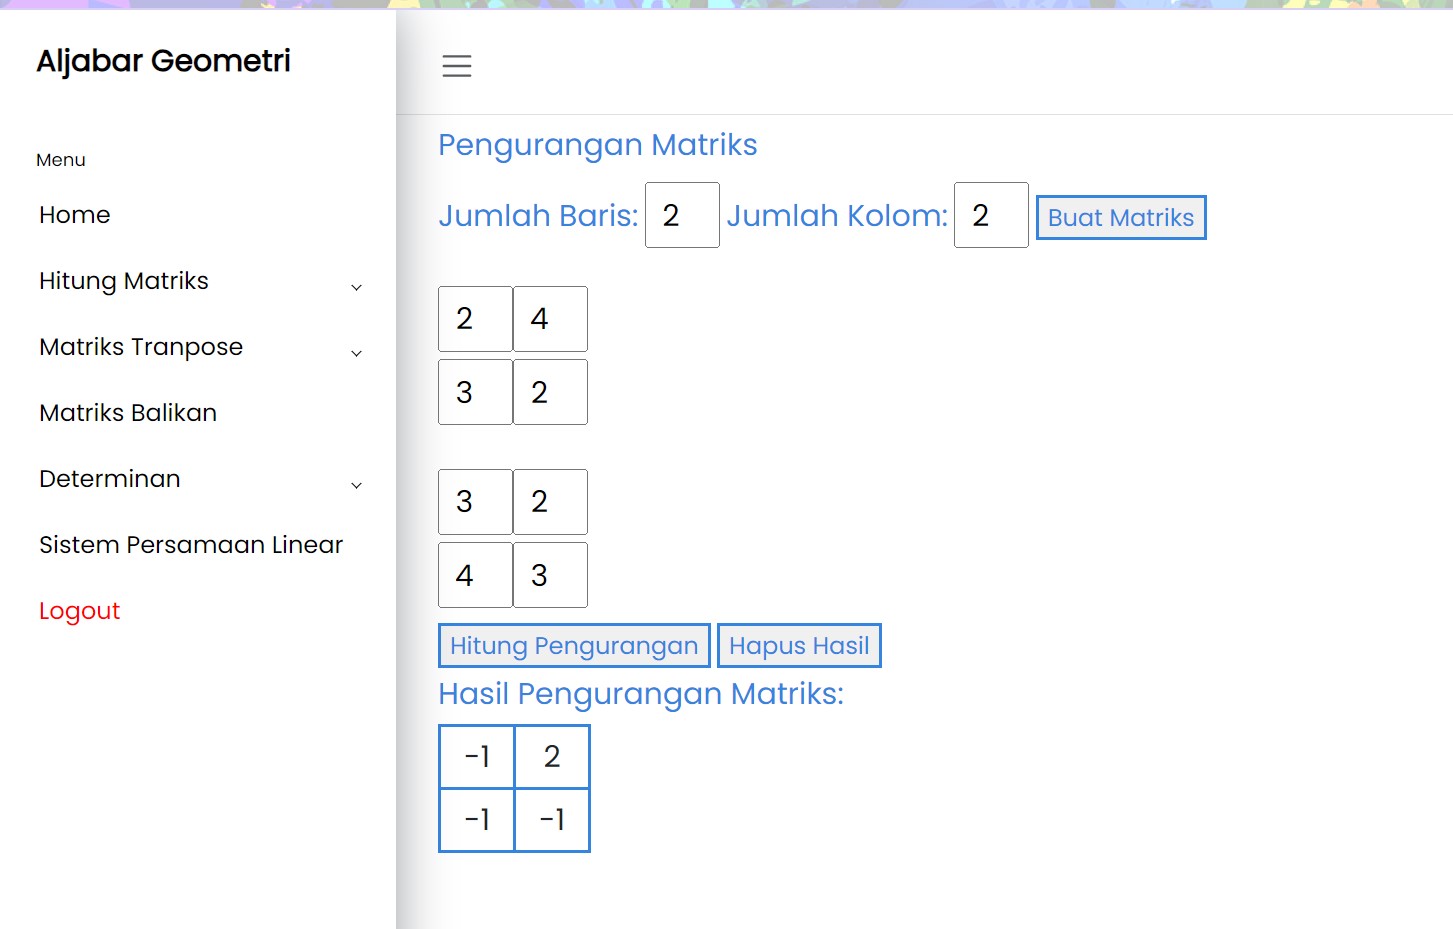 Aljabar Geometri
Menu
Home
Hitung Matriks
Matriks Tranpose
Matriks Balikan
Determinan
Sistem Persamaan Linear
Logout
Pengurangan Matriks
Jumlah Baris: 2 Jumlah Kolom: 2 Buat Matriks
2 4
3 2
3 2
4 3
Hitung Pengurangan Hapus Hasil
Hasil Pengurangan Matriks:
-1 2
-1 -1